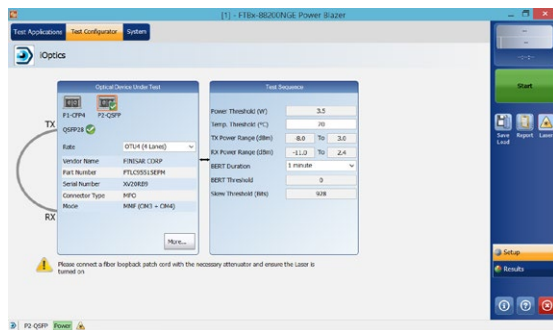 [1] - FTBx-88200NGE Power Blazer
Test Applications
Test Configurator
System
iOptics
Optical Device Under Test
P1-CFP4
P2-QSFP
QSFP28
TX
Rate
OTU4 (4 Lanes)
Vendor Name
FINISAR CORP
Part Number
Serial Number
XV20RE9
Connector Type
MPO
Mode
MMF (OM3 + OM4)
RX
More...
Test Sequence
Power Threshold (W)
3.5
Temp. Threshold (°C)
70
TX Power Range (dBm)
-8.0
To
3.0
RX Power Range (dBm)
-11.0
To
2.4
BERT Duration
1 minute
BERT Threshold
0
Skew Threshold (Bits)
928
Please connect a fiber loopback patch cord with the necessary attenuator and ensure the Laser is
turned on
--
--
-:-:-
Start
Save
Load
Report
Laser
Setup
Results
P2-QSFP
Power